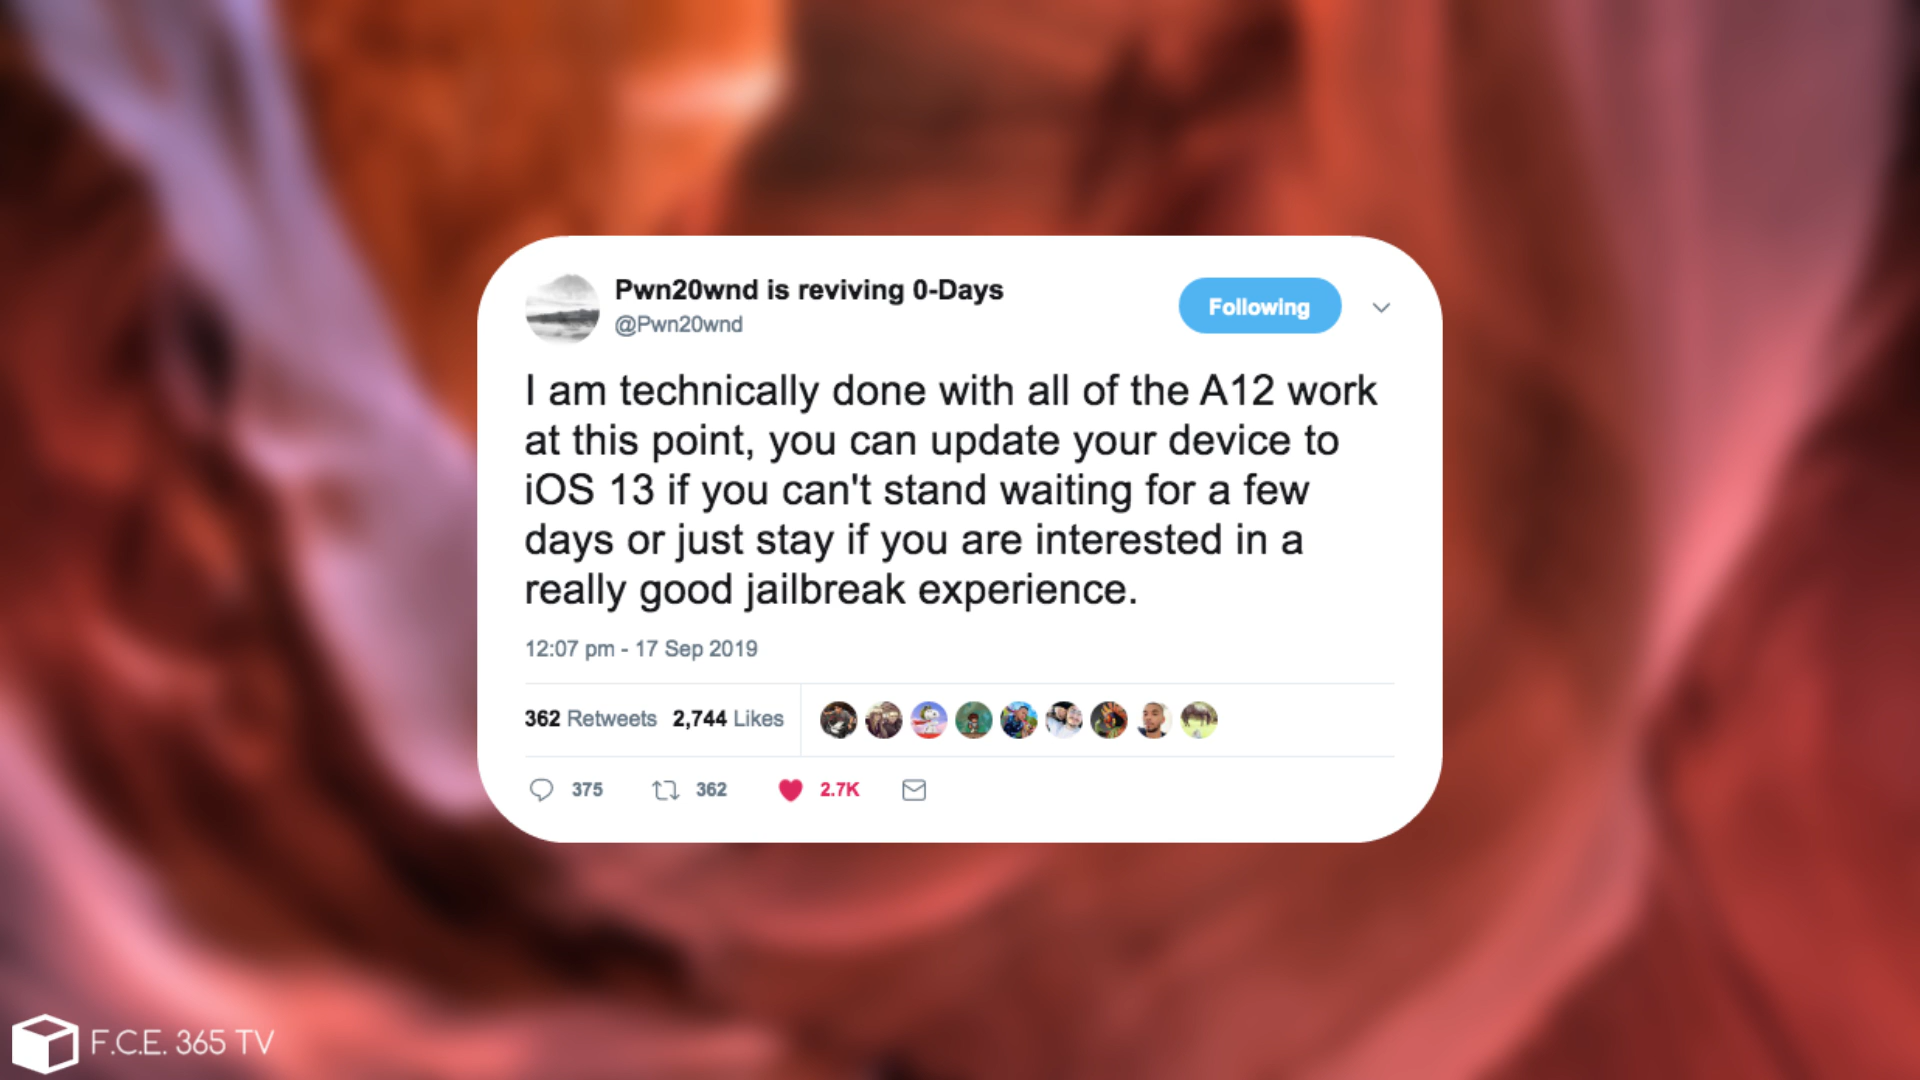 Pwn20wnd is reviving 0-Days
@Pwn20wnd
Following
I am technically done with all of the A12 work
at this point, you can update your device to
iOS 13 if you can't stand waiting for a few
days or just stay if you are interested in a
really good jailbreak experience.
12:07 pm - 17 Sep 2019
362 Retweets 2,744 Likes
375 362 2.7K
F.C.E. 365 TV